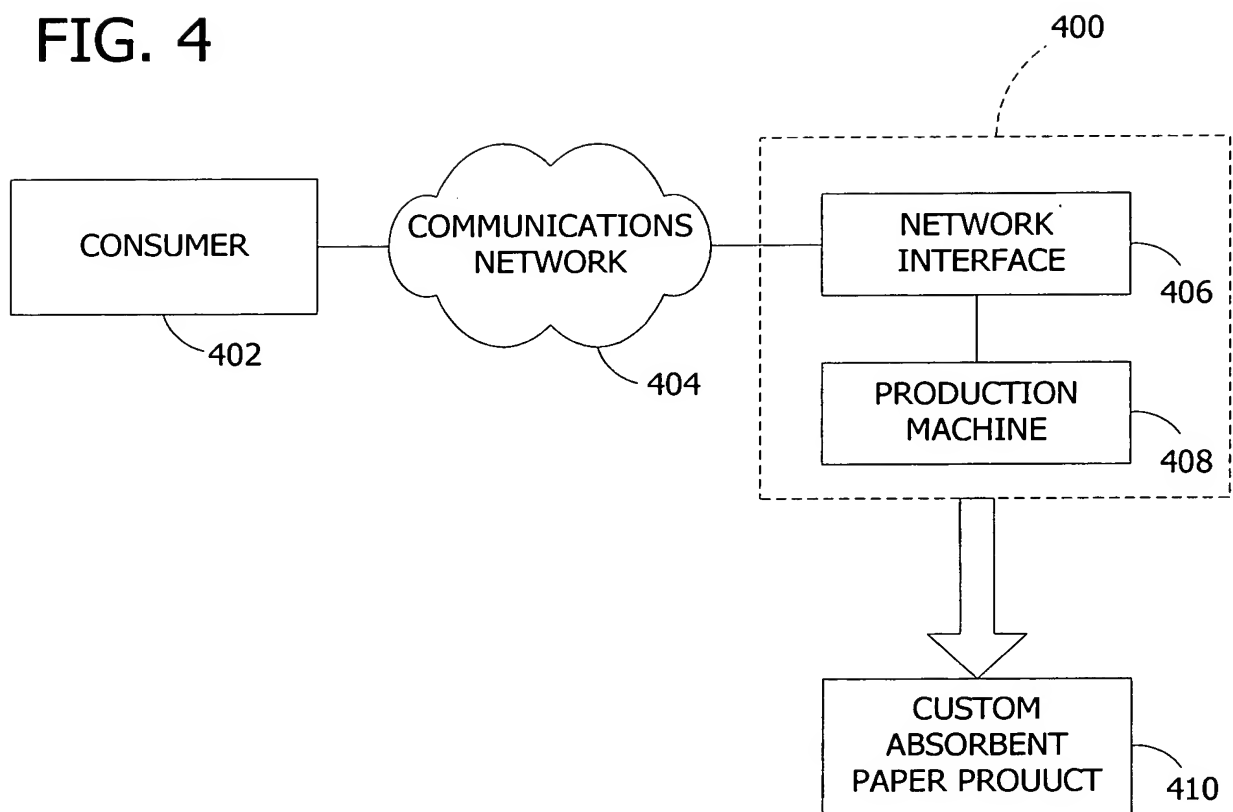 FIG. 4
400
CONSUMER
402
COMMUNICATIONS
NETWORK
404
NETWORK
INTERFACE
406
PRODUCTION
MACHINE
408
CUSTOM
ABSORBENT
PAPER PROUUCT
410